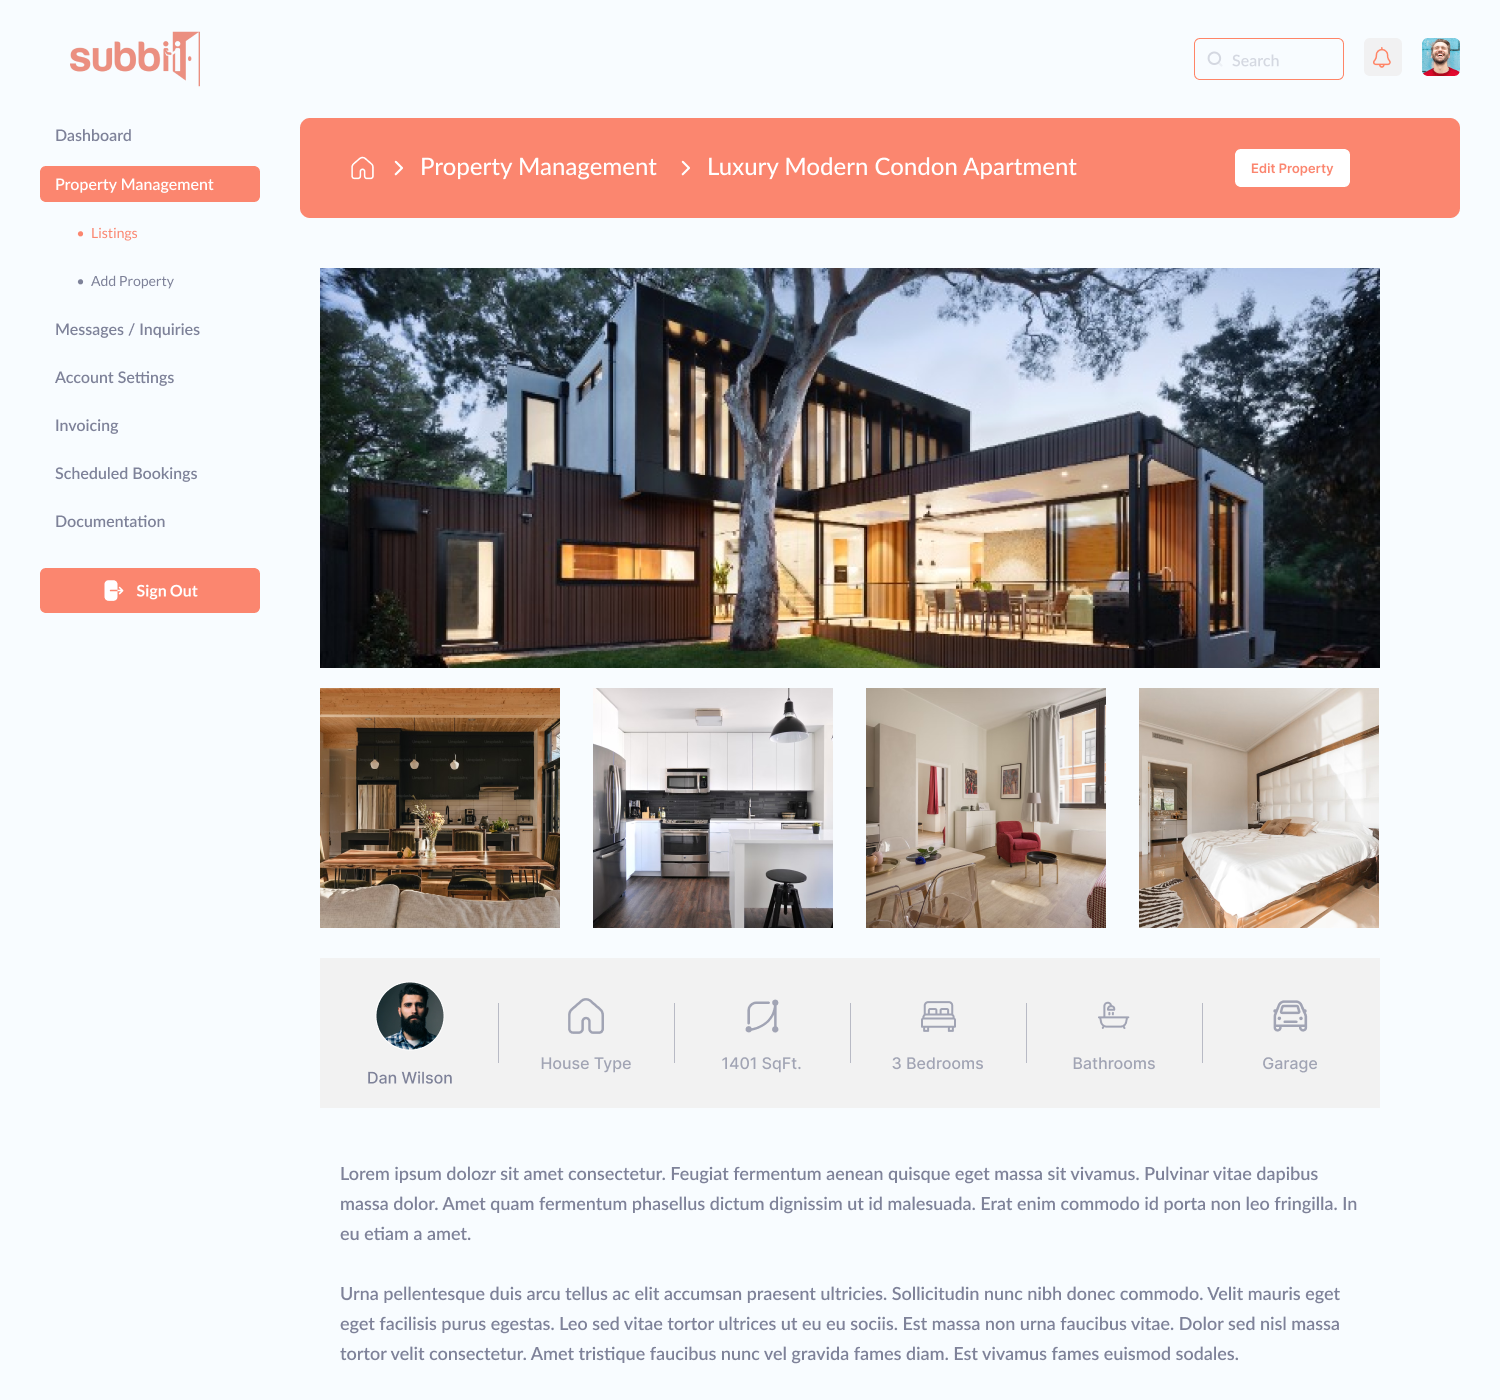 subbit
Search
Dashboard
Property Management
Listings
Add Property
Messages / Inquiries
Account Settings
Invoicing
Scheduled Bookings
Documentation
Sign Out
Property Management
Luxury Modern Condon Apartment
Edit Property
Dan Wilson
House Type
1401 SqFt.
3 Bedrooms
Bathrooms
Garage
Lorem ipsum dolozr sit amet consectetur. Feugiat fermentum aenean quisque eget massa sit vivamus. Pulvinar vitae dapibus
massa dolor. Amet quam fermentum phasellus dictum dignissim ut id malesuada. Erat enim commodo id porta non leo fringilla. In
eu etiam a amet.
Urna pellentesque duis arcu tellus ac elit accumsan praesent ultricies. Sollicitudin nunc nibh donec commodo. Velit mauris eget
eget facilisis purus egestas. Leo sed vitae tortor ultrices ut eu eu sociis. Est massa non urna faucibus vitae. Dolor sed nisl massa
tortor velit consectetur. Amet tristique faucibus nunc vel gravida fames diam. Est vivamus fames euismod sodales.